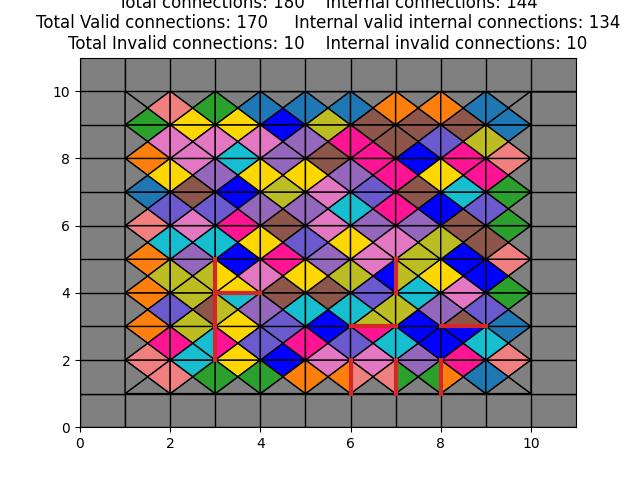 Total connections: 180    Internal connections: 144
Total Valid connections: 170    Internal valid internal connections: 134
Total Invalid connections: 10    Internal invalid connections: 10
10
8
6
4
2
0
0 2 4 6 8 10